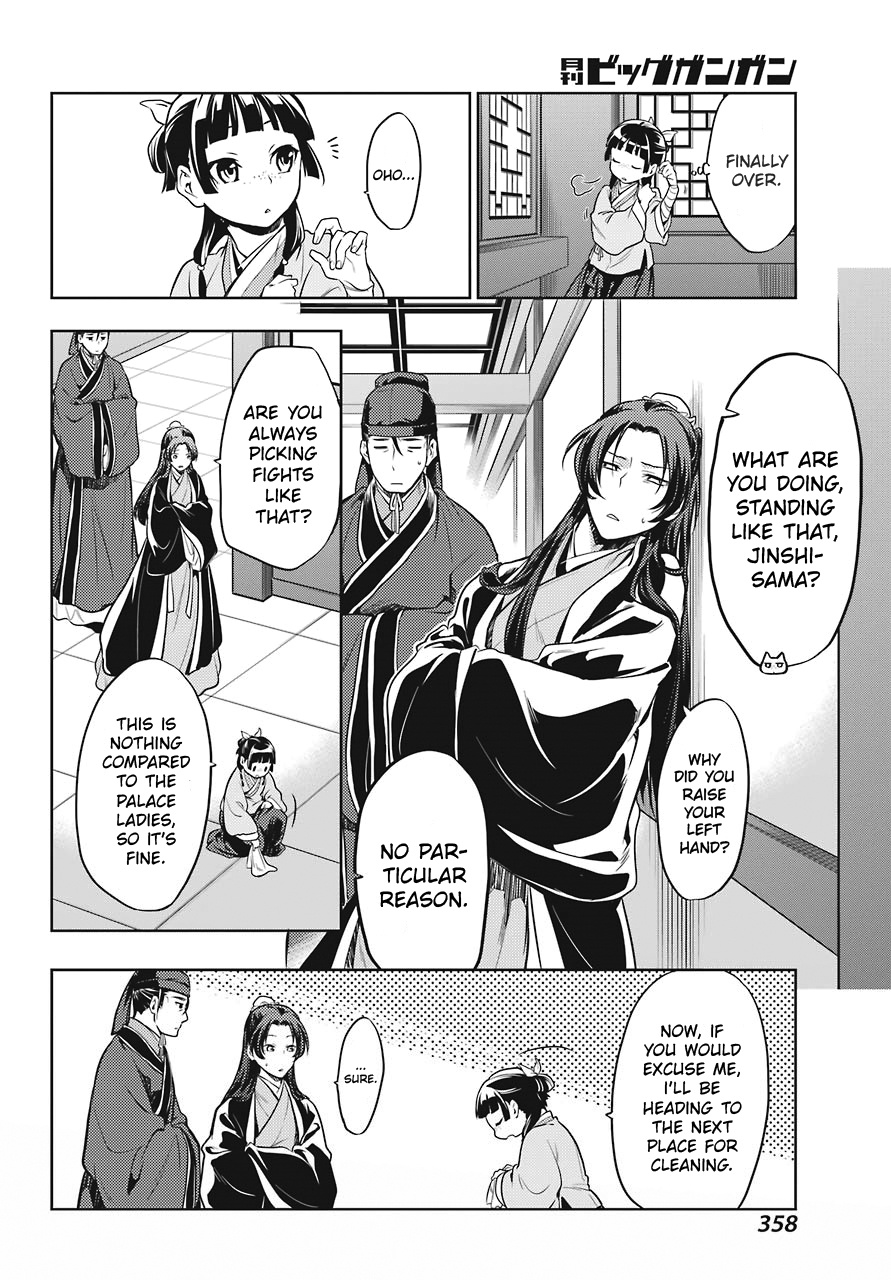 月刊ビッグガンガン
FINALLY
OVER.
OHO...
WHAT ARE
YOU DOING,
STANDING
LIKE THAT,
JINSHI-
SAMA?
WHY
DID YOU
RAISE
YOUR
LEFT
HAND?
NO PAR-
TICULAR
REASON.
ARE YOU
ALWAYS
PICKING
FIGHTS
LIKE
THAT?
THIS IS
NOTHING
COMPARED
TO THE
PALACE
LADIES,
SO IT'S
FINE.
NOW, IF
YOU WOULD
EXCUSE ME,
I'LL BE
HEADING TO
THE NEXT
PLACE FOR
CLEANING.
...
SURE.
358